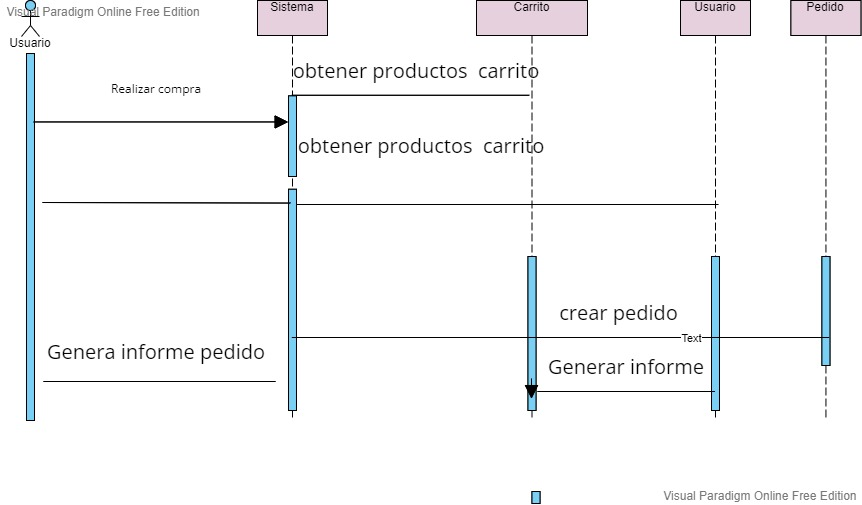 Visual Paradigm Online Free Edition
Sistema
Carrito
Usuario
Pedido
Usuario
obtener productos carrito
Realizar compra
obtener productos carrito
crear pedido
Text
Genera informe pedido
Generar informe
Visual Paradigm Online Free Edition